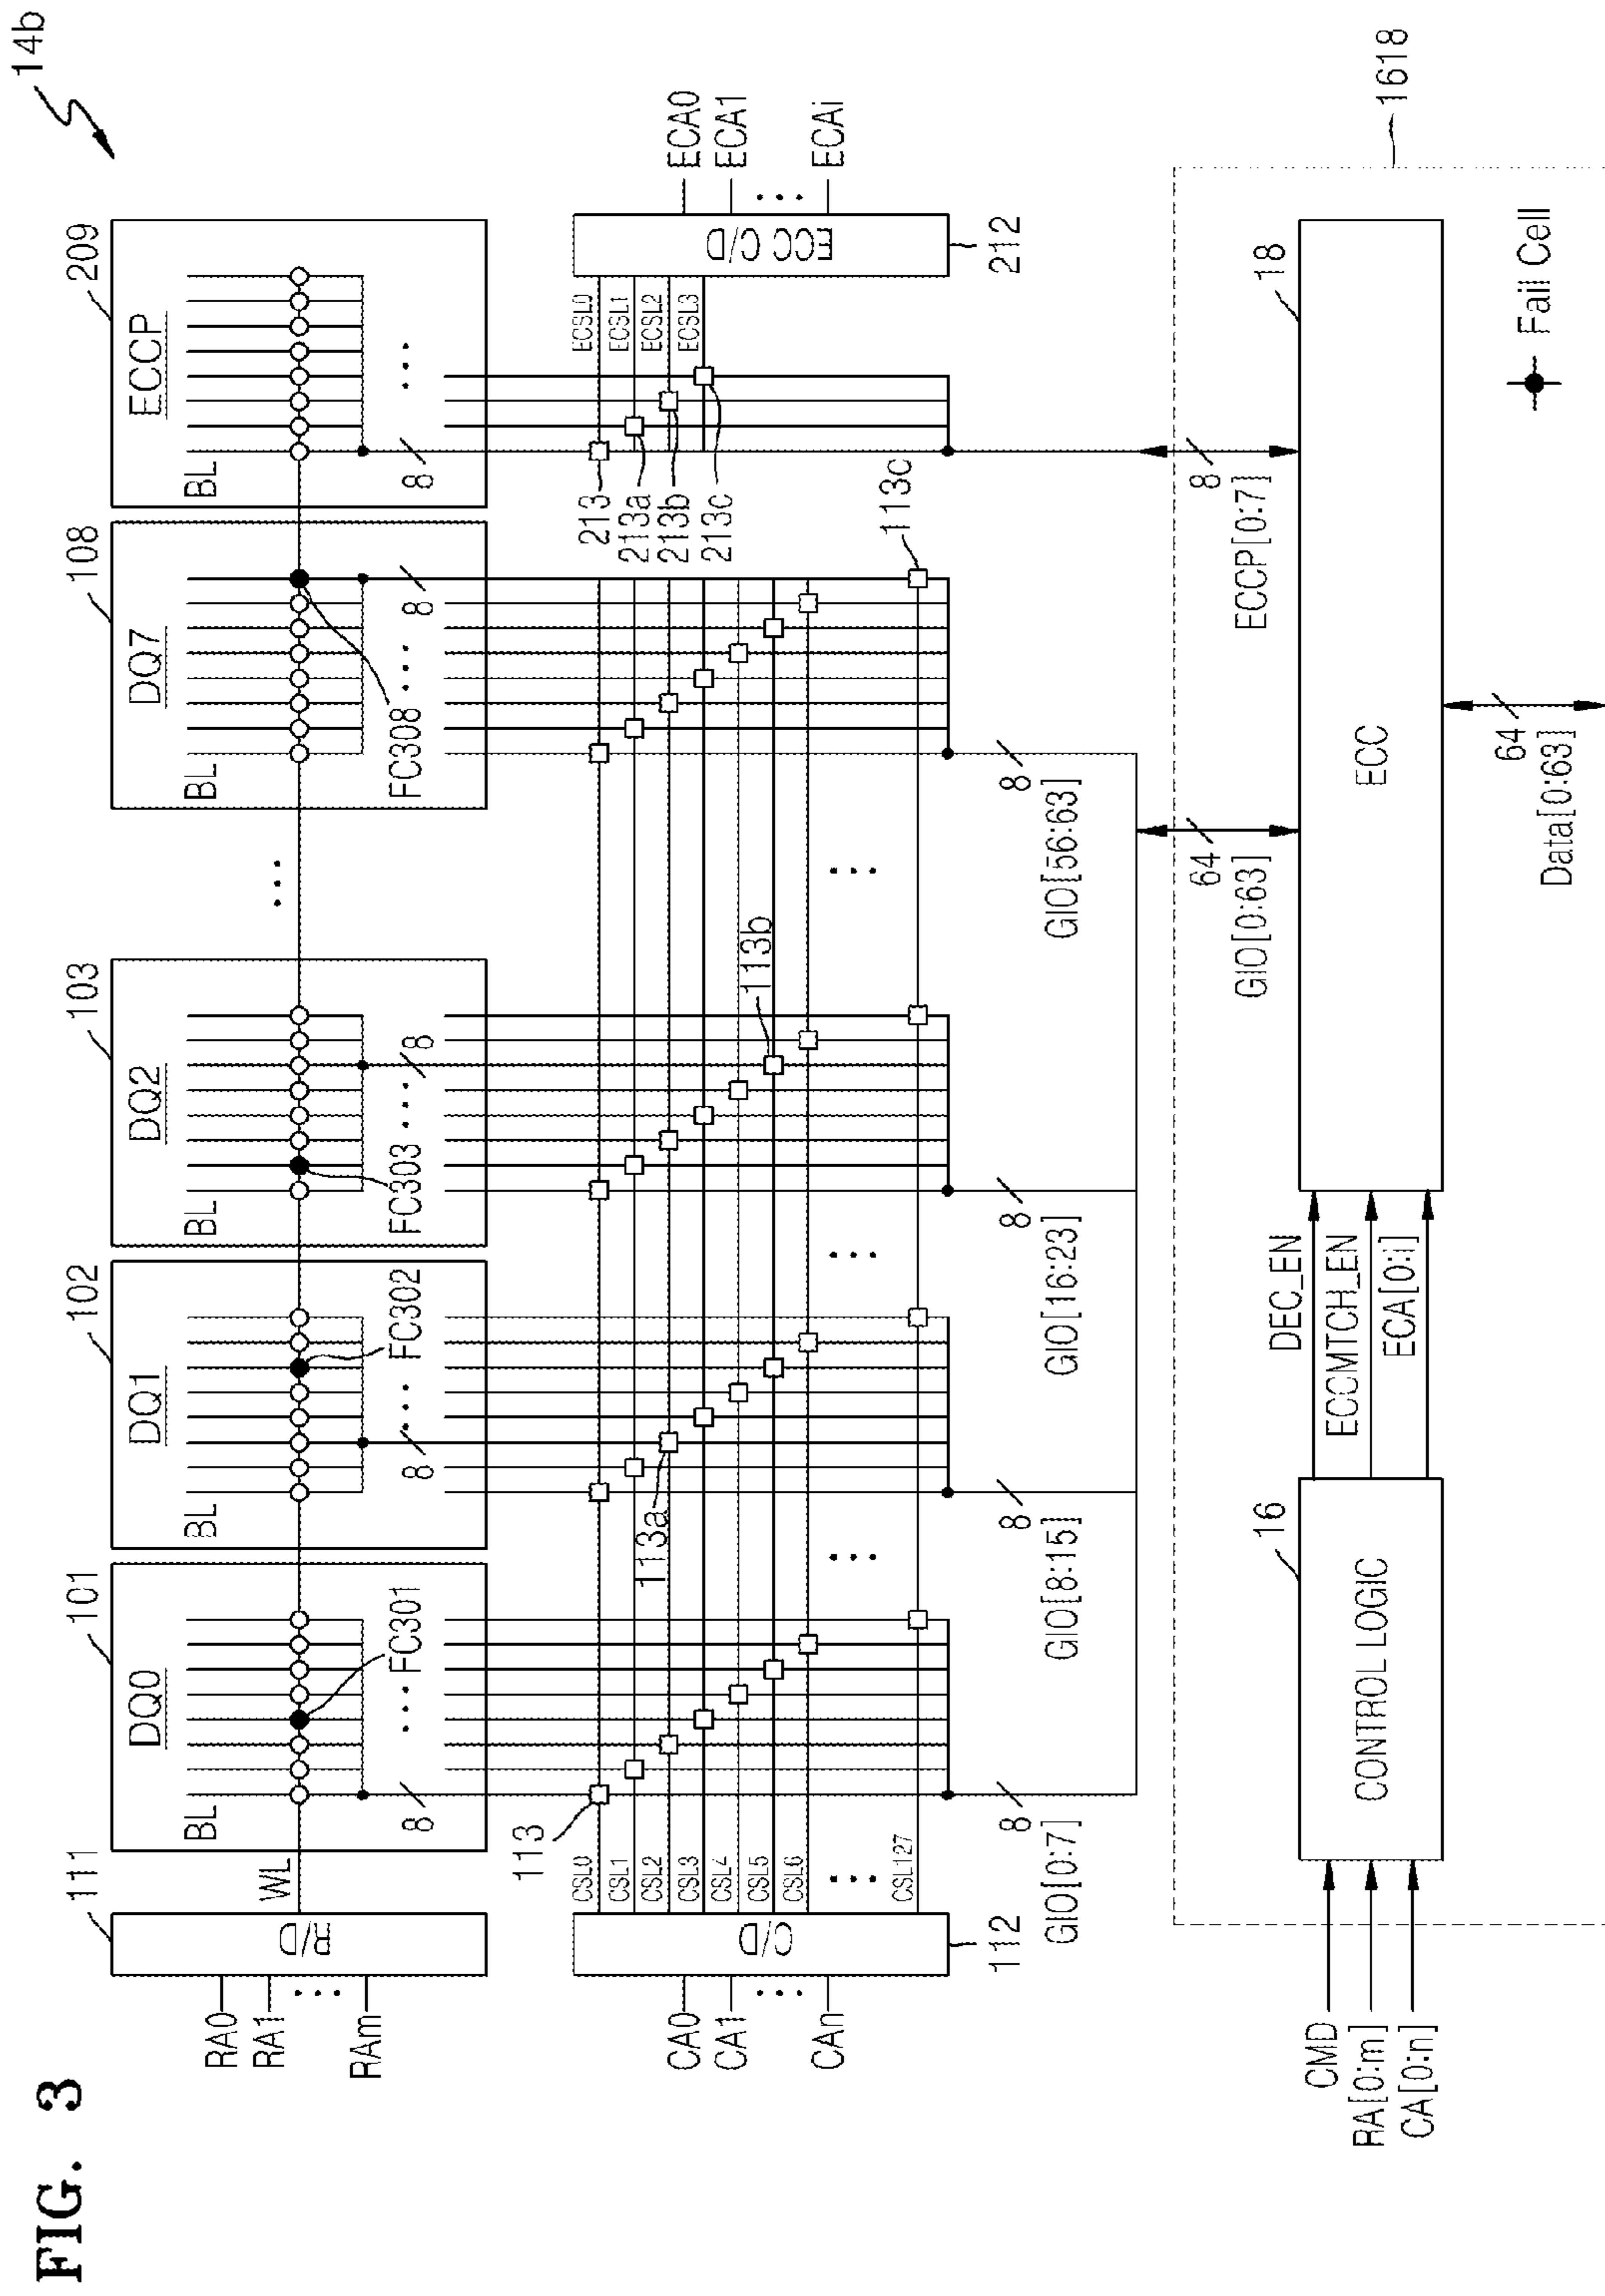 FIG. 3
14b
111
101
102
103
108
209
DQ0
DQ1
DQ2
...
DQ7
ECCP
RA0
RA1
...
RAm
R/D
WL
BL
BL
BL
BL
BL
FC301
FC302
FC303
FC308
8
8
8
8
8
113
113a
113b
113c
213
213a
213b
213c
CA0
CA1
...
CAn
C/D
112
CSL0
CSL1
CSL2
CSL3
CSL4
CSL5
CSL6
...
CSL127
ECSL0
ECSL1
ECSL2
ECSL3
ECC C/D
212
ECA0
ECA1
...
ECAi
8
GIO[0:7]
8
GIO[8:15]
8
GIO[16:23]
8
GIO[56:63]
64
GIO[0:63]
8
ECCP[0:7]
1618
CMD
RA[0:m]
CA[0:n]
16
CONTROL LOGIC
DEC_EN
ECCMTCH_EN
ECA[0:i]
18
ECC
64
Data[0:63]
Fail Cell